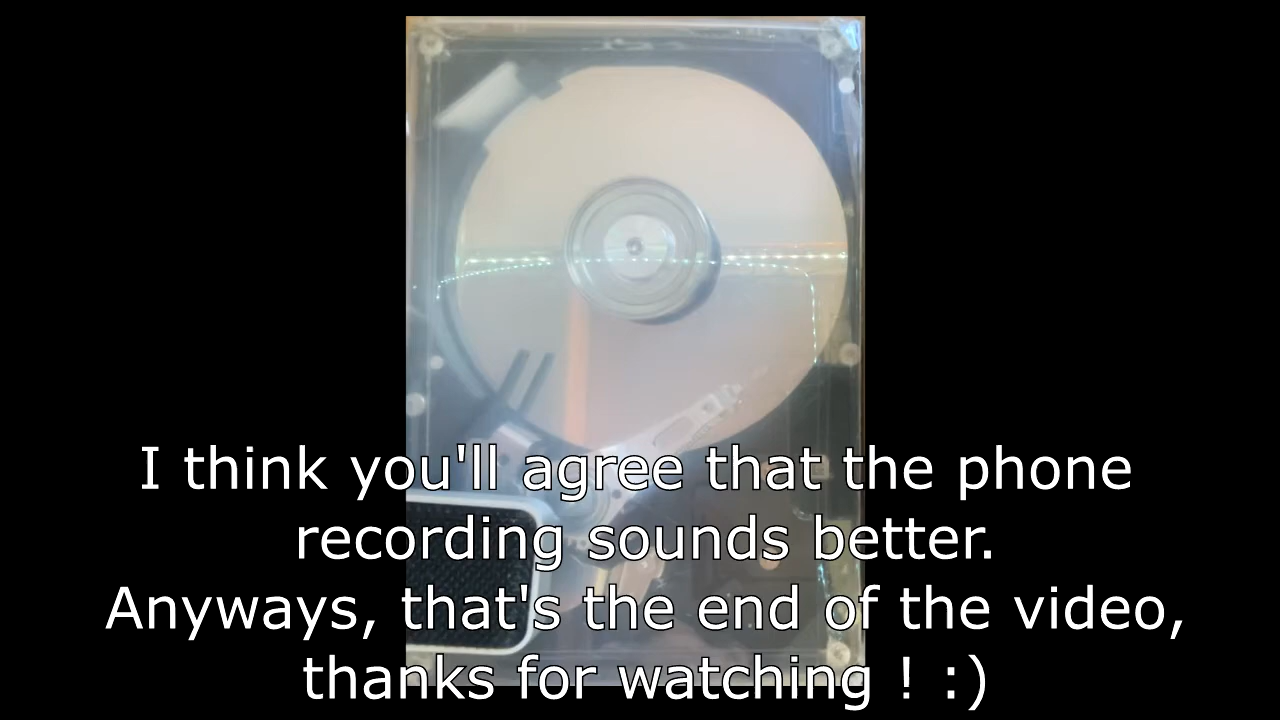 I think you'll agree that the phone
recording sounds better.
Anyways, that's the end of the video,
thanks for watching ! :)